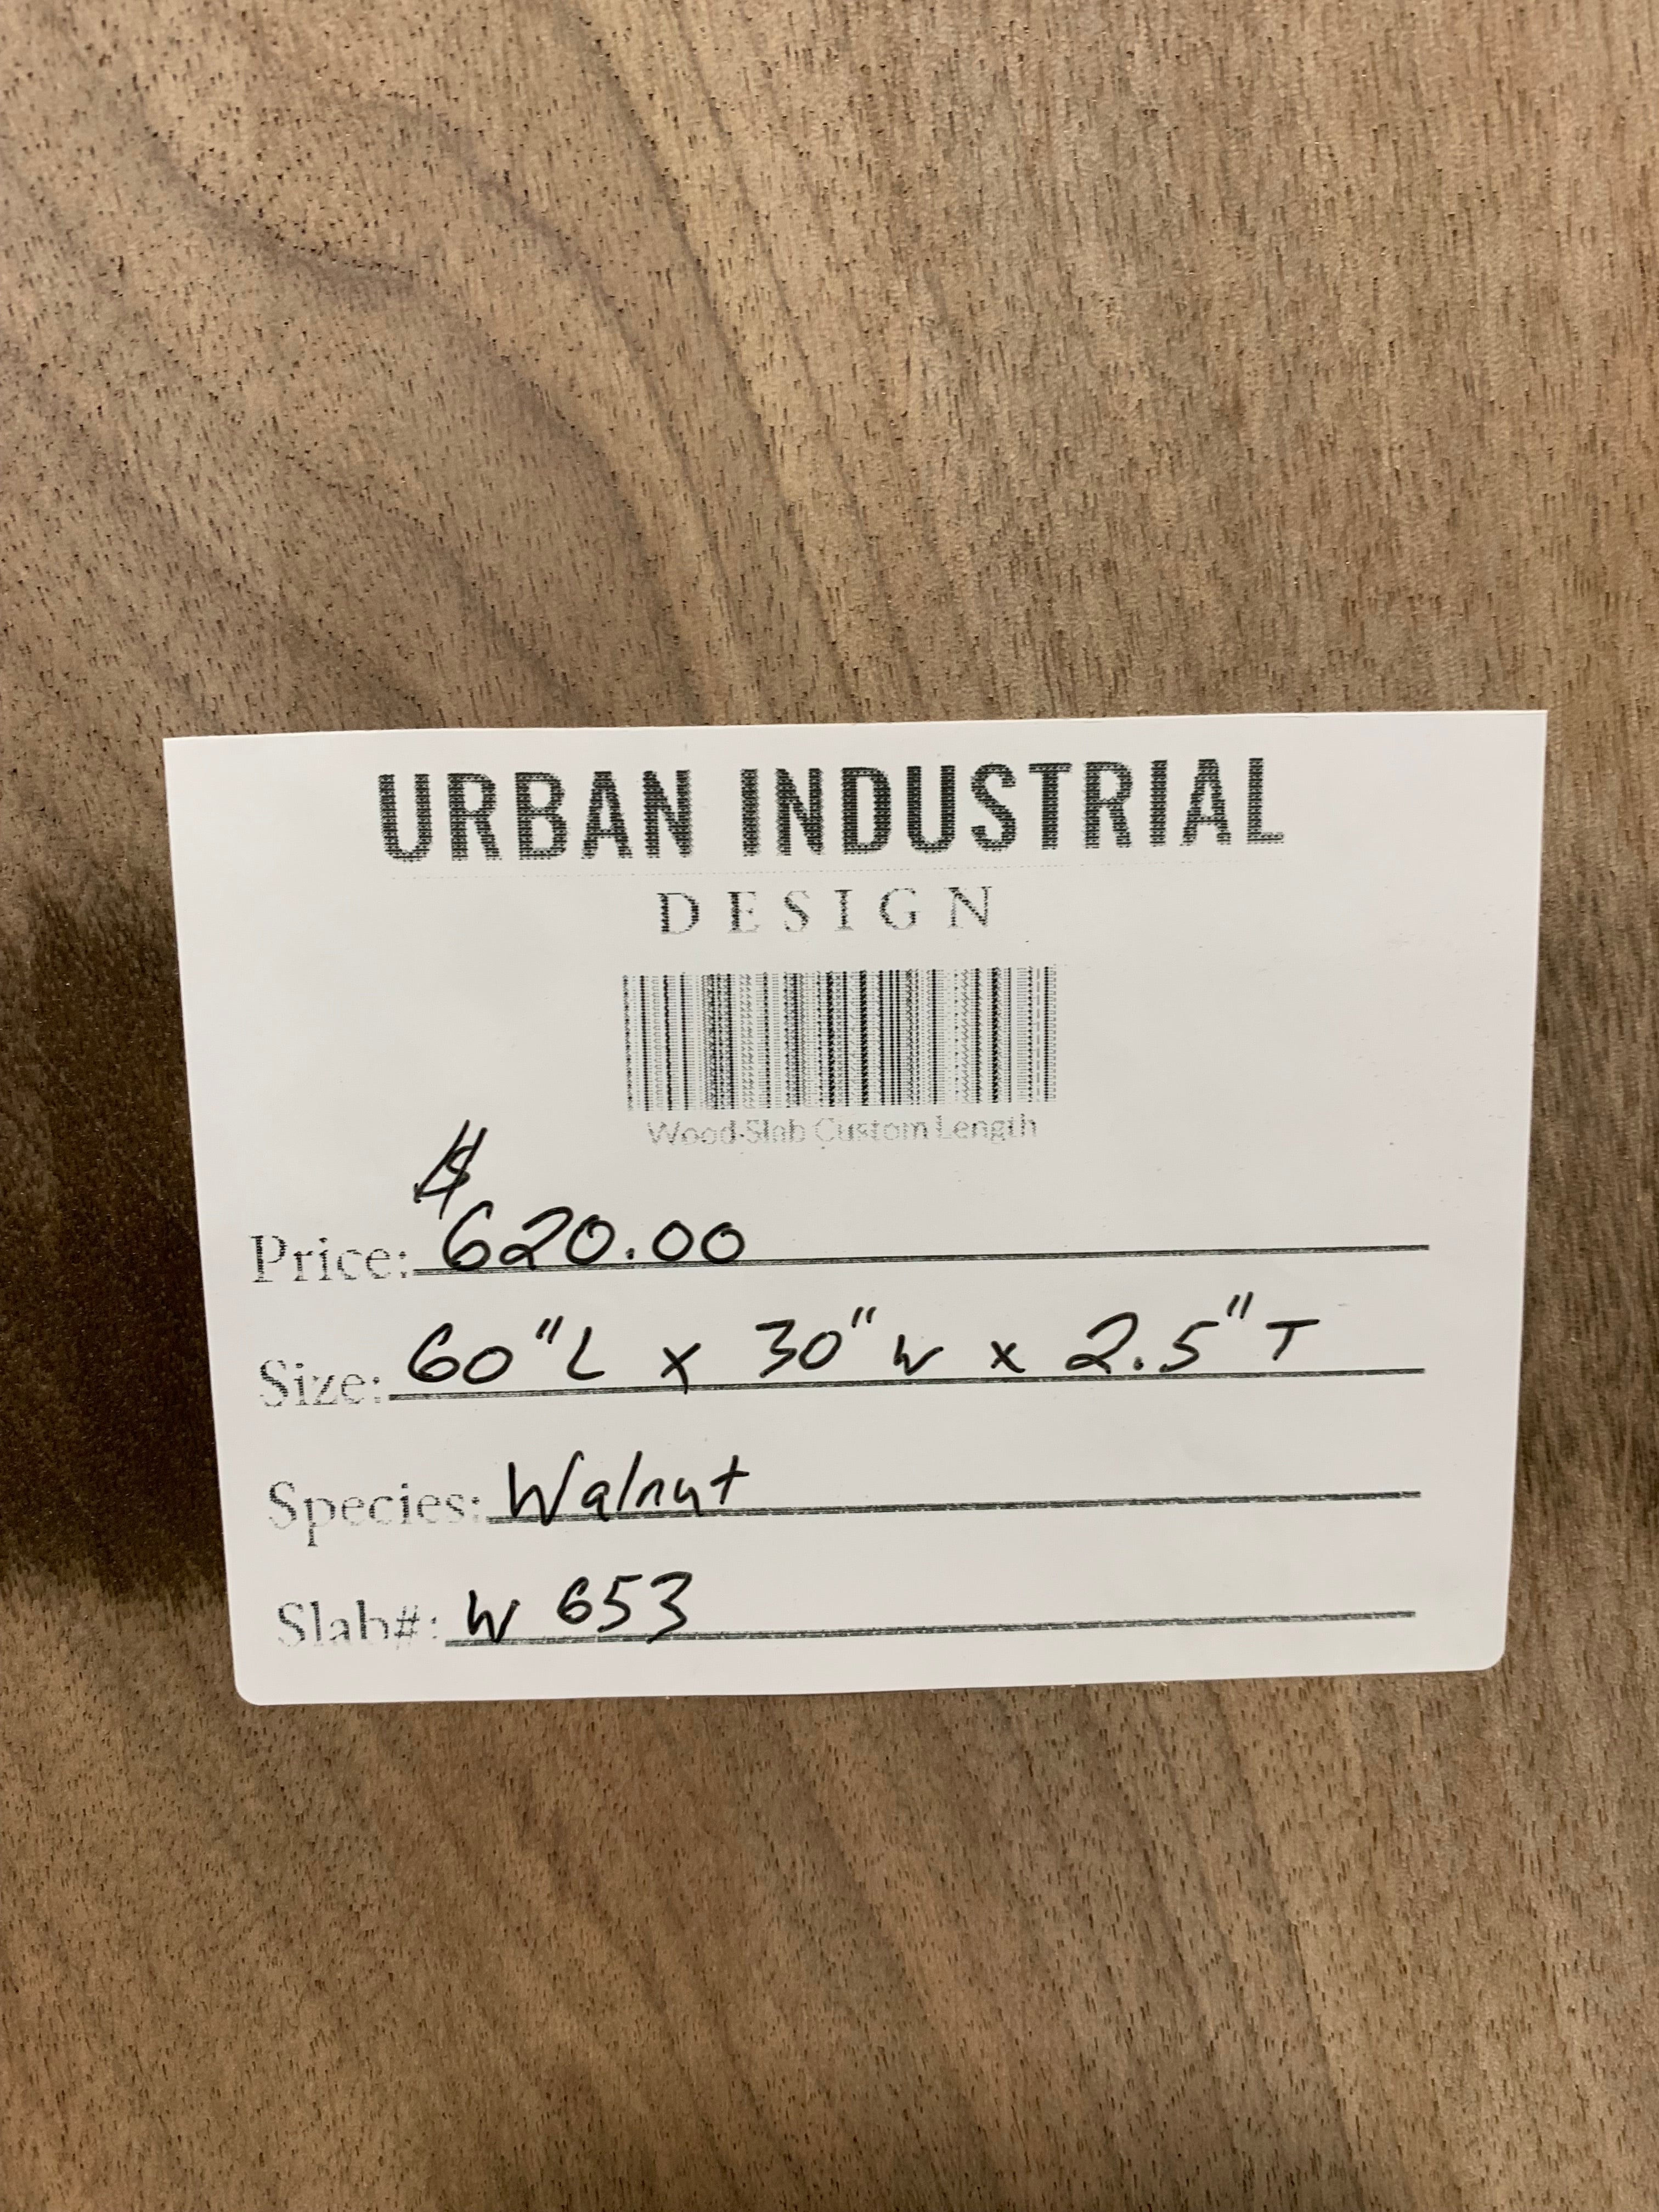 URBAN INDUSTRIAL
DESIGN
Wood Slab Custom Length
Price: $620.00
Size: 60"L x 30"W x 2.5"T
Species: Walnut
Slab#: W 653